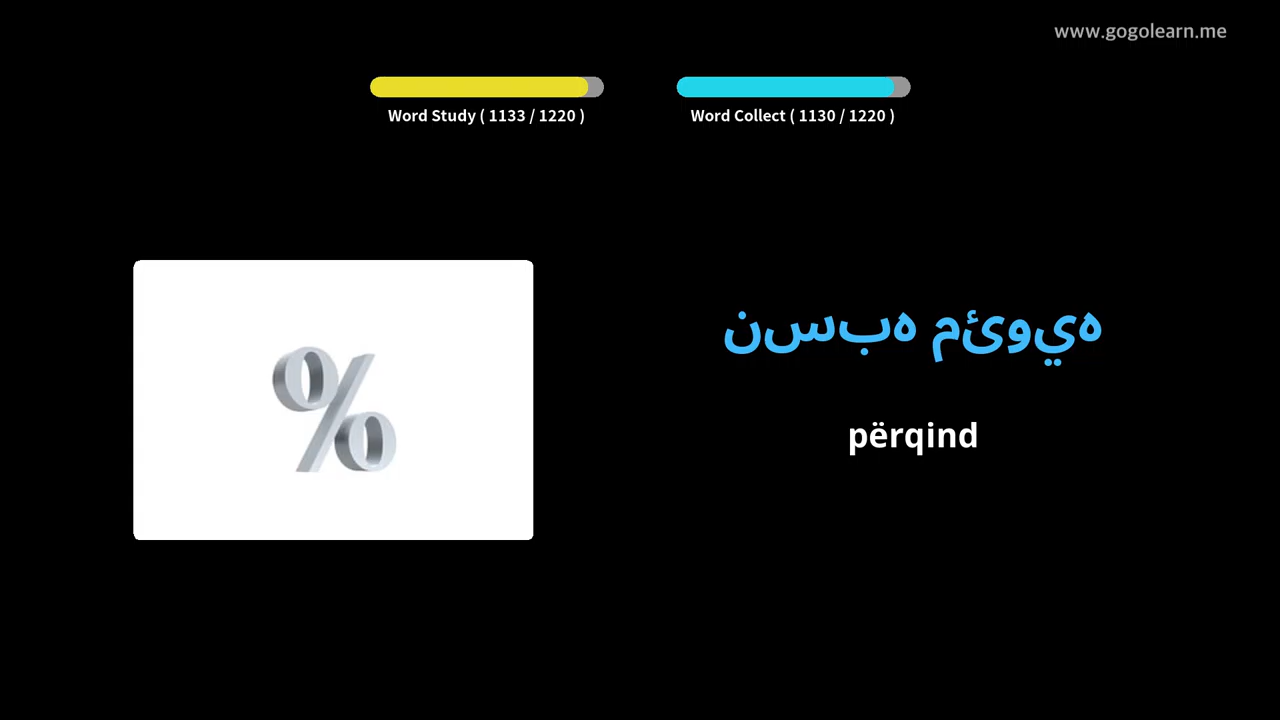 www.gogolearn.me
Word Study ( 1133 / 1220 )
Word Collect ( 1130 / 1220 )
%
نسبه مئويه
përqind